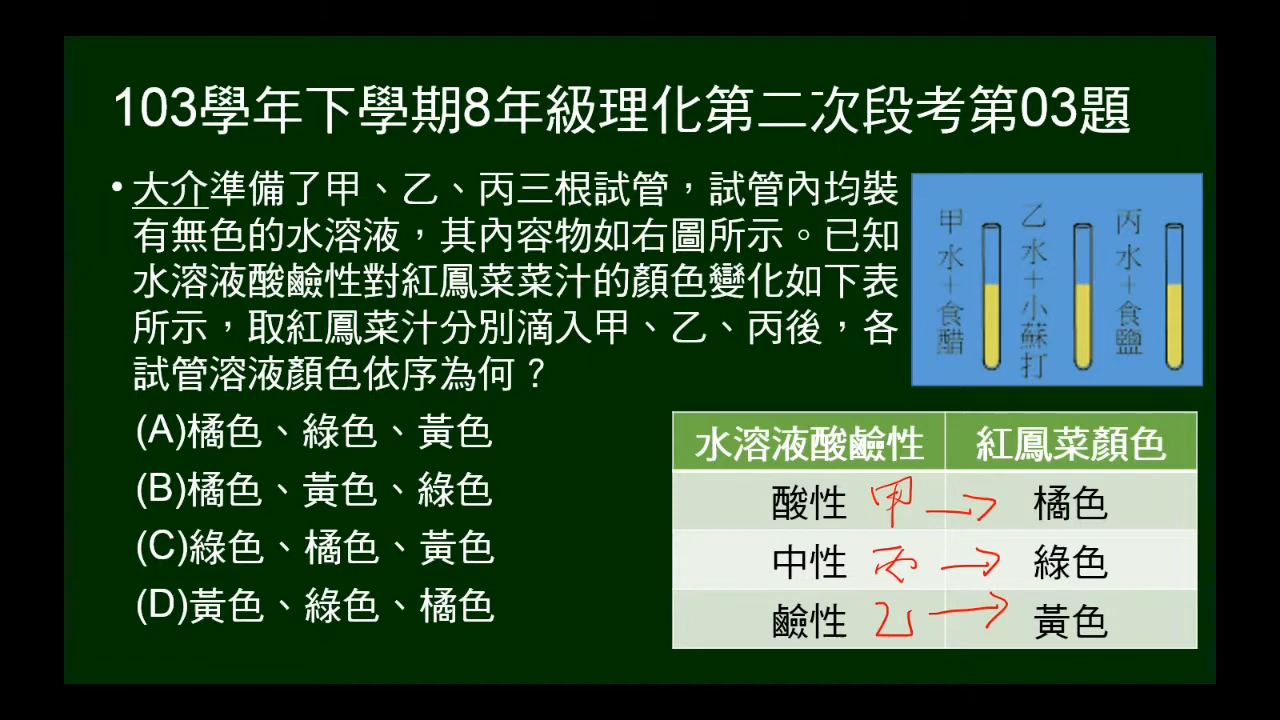 103學年下學期8年級理化第二次段考第03題
• 大介準備了甲、乙、丙三根試管，試管內均裝
有無色的水溶液，其內容物如右圖所示。已知
水溶液酸鹼性對紅鳳菜菜汁的顏色變化如下表
所示，取紅鳳菜汁分別滴入甲、乙、丙後，各
試管溶液顏色依序為何？
(A)橘色、綠色、黃色
(B)橘色、黃色、綠色
(C)綠色、橘色、黃色
(D)黃色、綠色、橘色
甲水+食醋
乙水+小蘇打
丙水+食鹽
水溶液酸鹼性 紅鳳菜顏色
酸性 甲 → 橘色
中性 丙 → 綠色
鹼性 乙 → 黃色